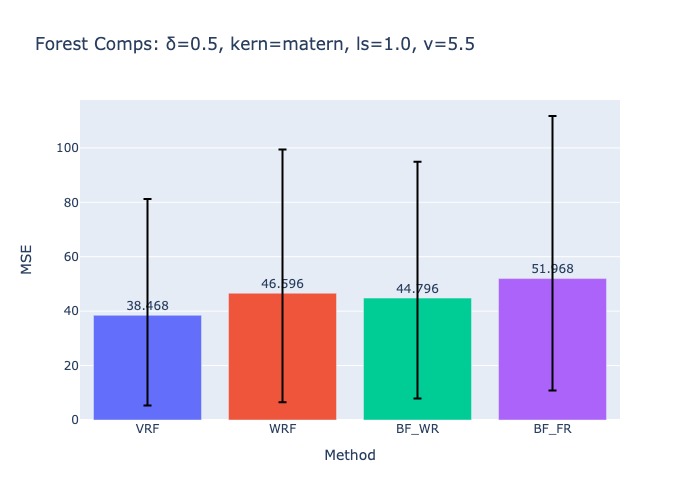 Forest Comps: δ=0.5, kern=matern, ls=1.0, v=5.5
MSE
100
80
60
40
20
0
38.468
46.596
44.796
51.968
VRF
WRF
BF_WR
BF_FR
Method